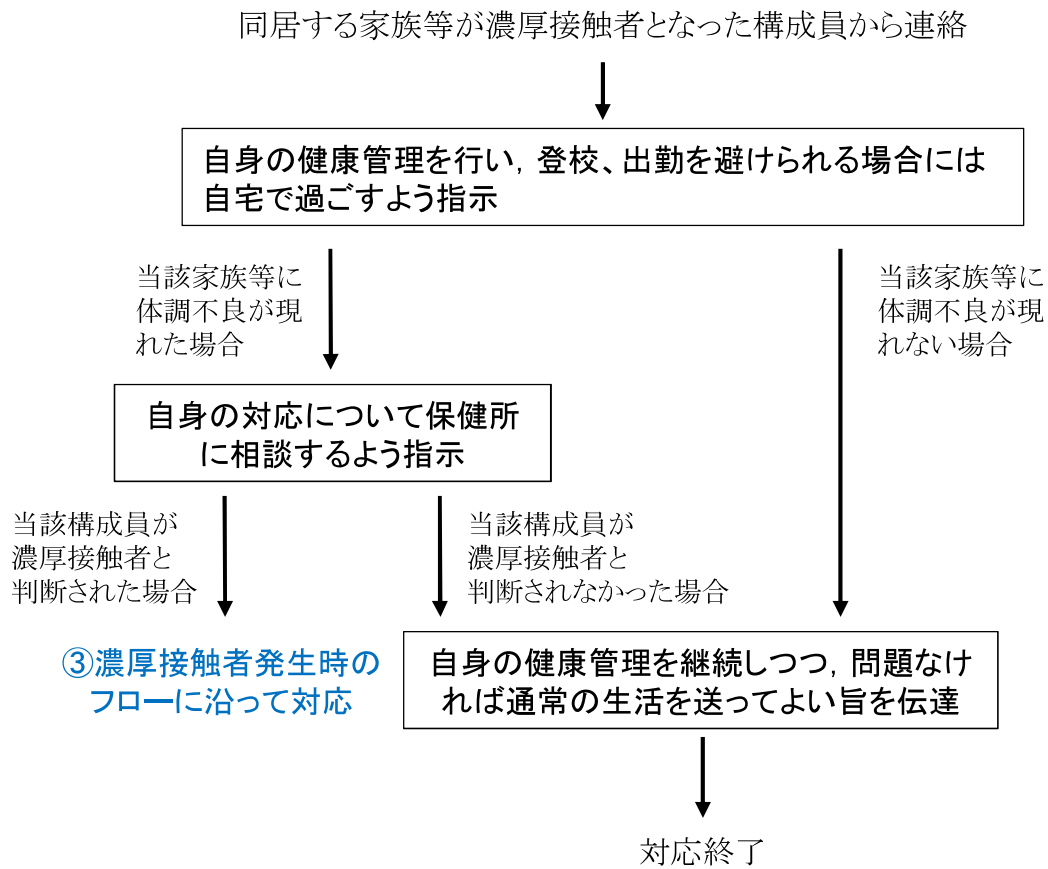 同居する家族等が濃厚接触者となった構成員から連絡
自身の健康管理を行い，登校、出勤を避けられる場合には
自宅で過ごすよう指示
当該家族等に
体調不良が現
れた場合
当該家族等に
体調不良が現
れない場合
自身の対応について保健所
に相談するよう指示
当該構成員が
濃厚接触者と
判断された場合
当該構成員が
濃厚接触者と
判断されなかった場合
③濃厚接触者発生時の
フローに沿って対応
自身の健康管理を継続しつつ，問題なけ
れば通常の生活を送ってよい旨を伝達
対応終了